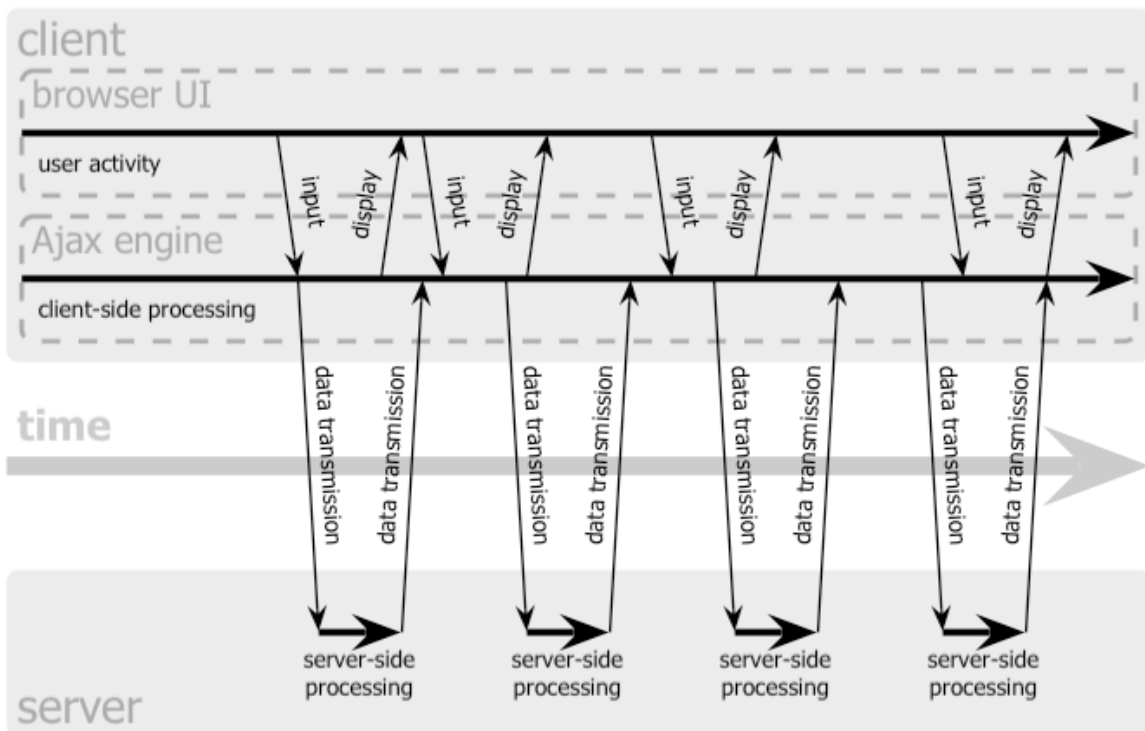 client
browser UI
user activity
input
display
input
display
input
display
input
display
Ajax engine
client-side processing
data transmission
data transmission
data transmission
data transmission
data transmission
data transmission
data transmission
data transmission
time
server-side
processing
server-side
processing
server-side
processing
server-side
processing
server